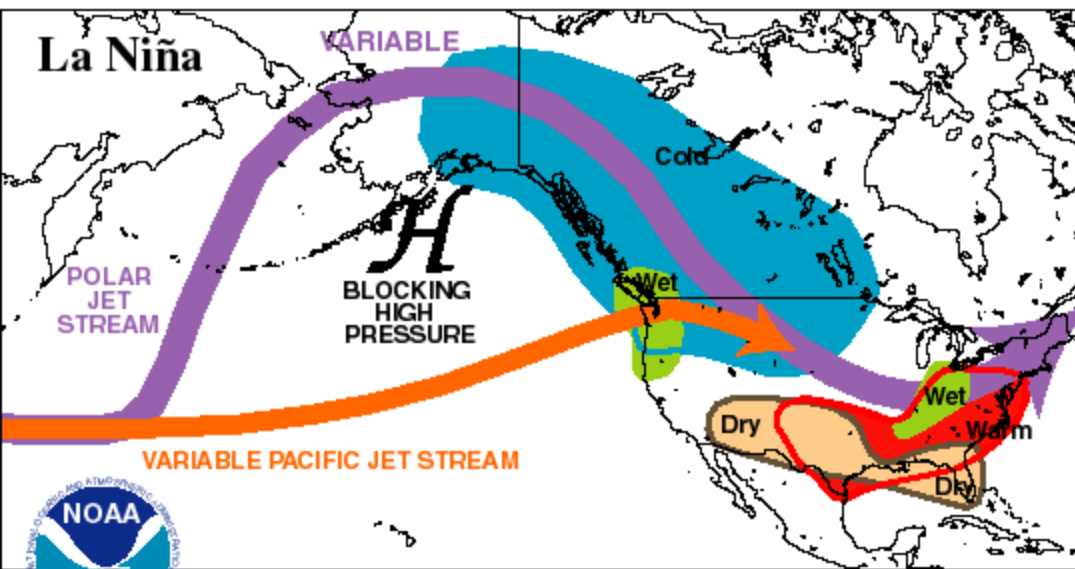 La Niña
VARIABLE
Cold
H
POLAR
JET
STREAM
BLOCKING
HIGH
PRESSURE
Wet
Wet
Dry
Warm
Dry
VARIABLE PACIFIC JET STREAM
NOAA